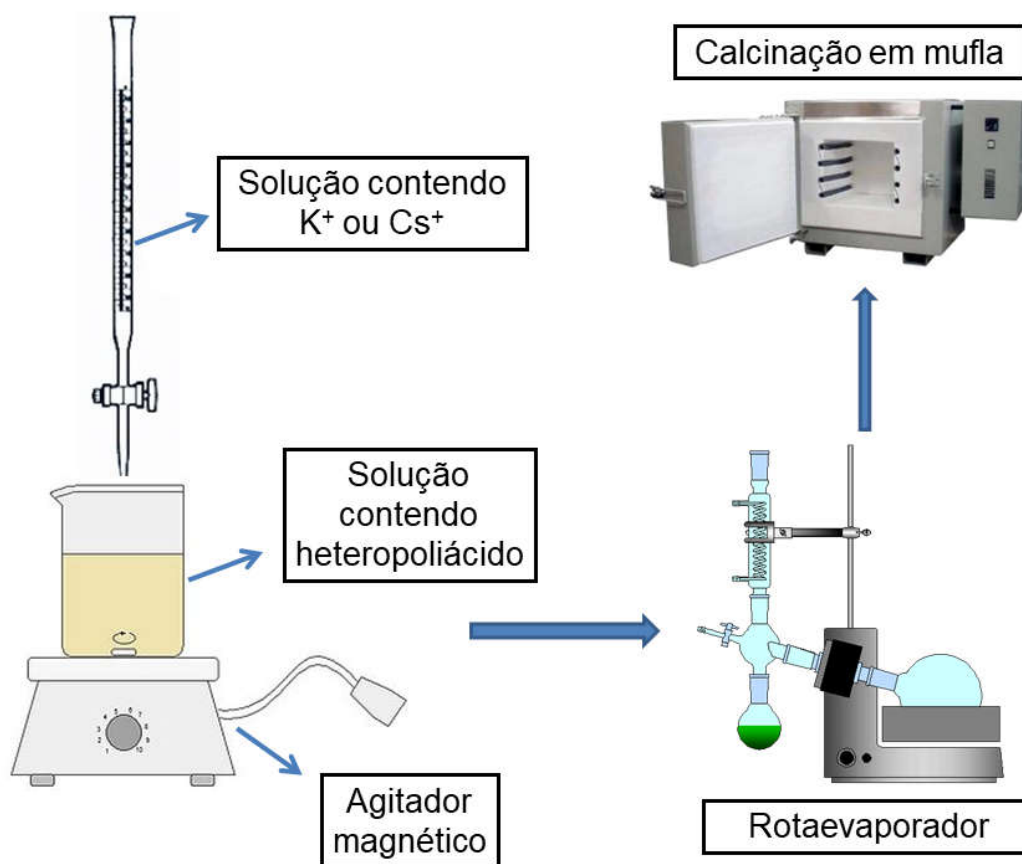 Calcinação em mufla
Solução contendo
K⁺ ou Cs⁺
Solução
contendo
heteropoliácido
Agitador
magnético
Rotaevaporador